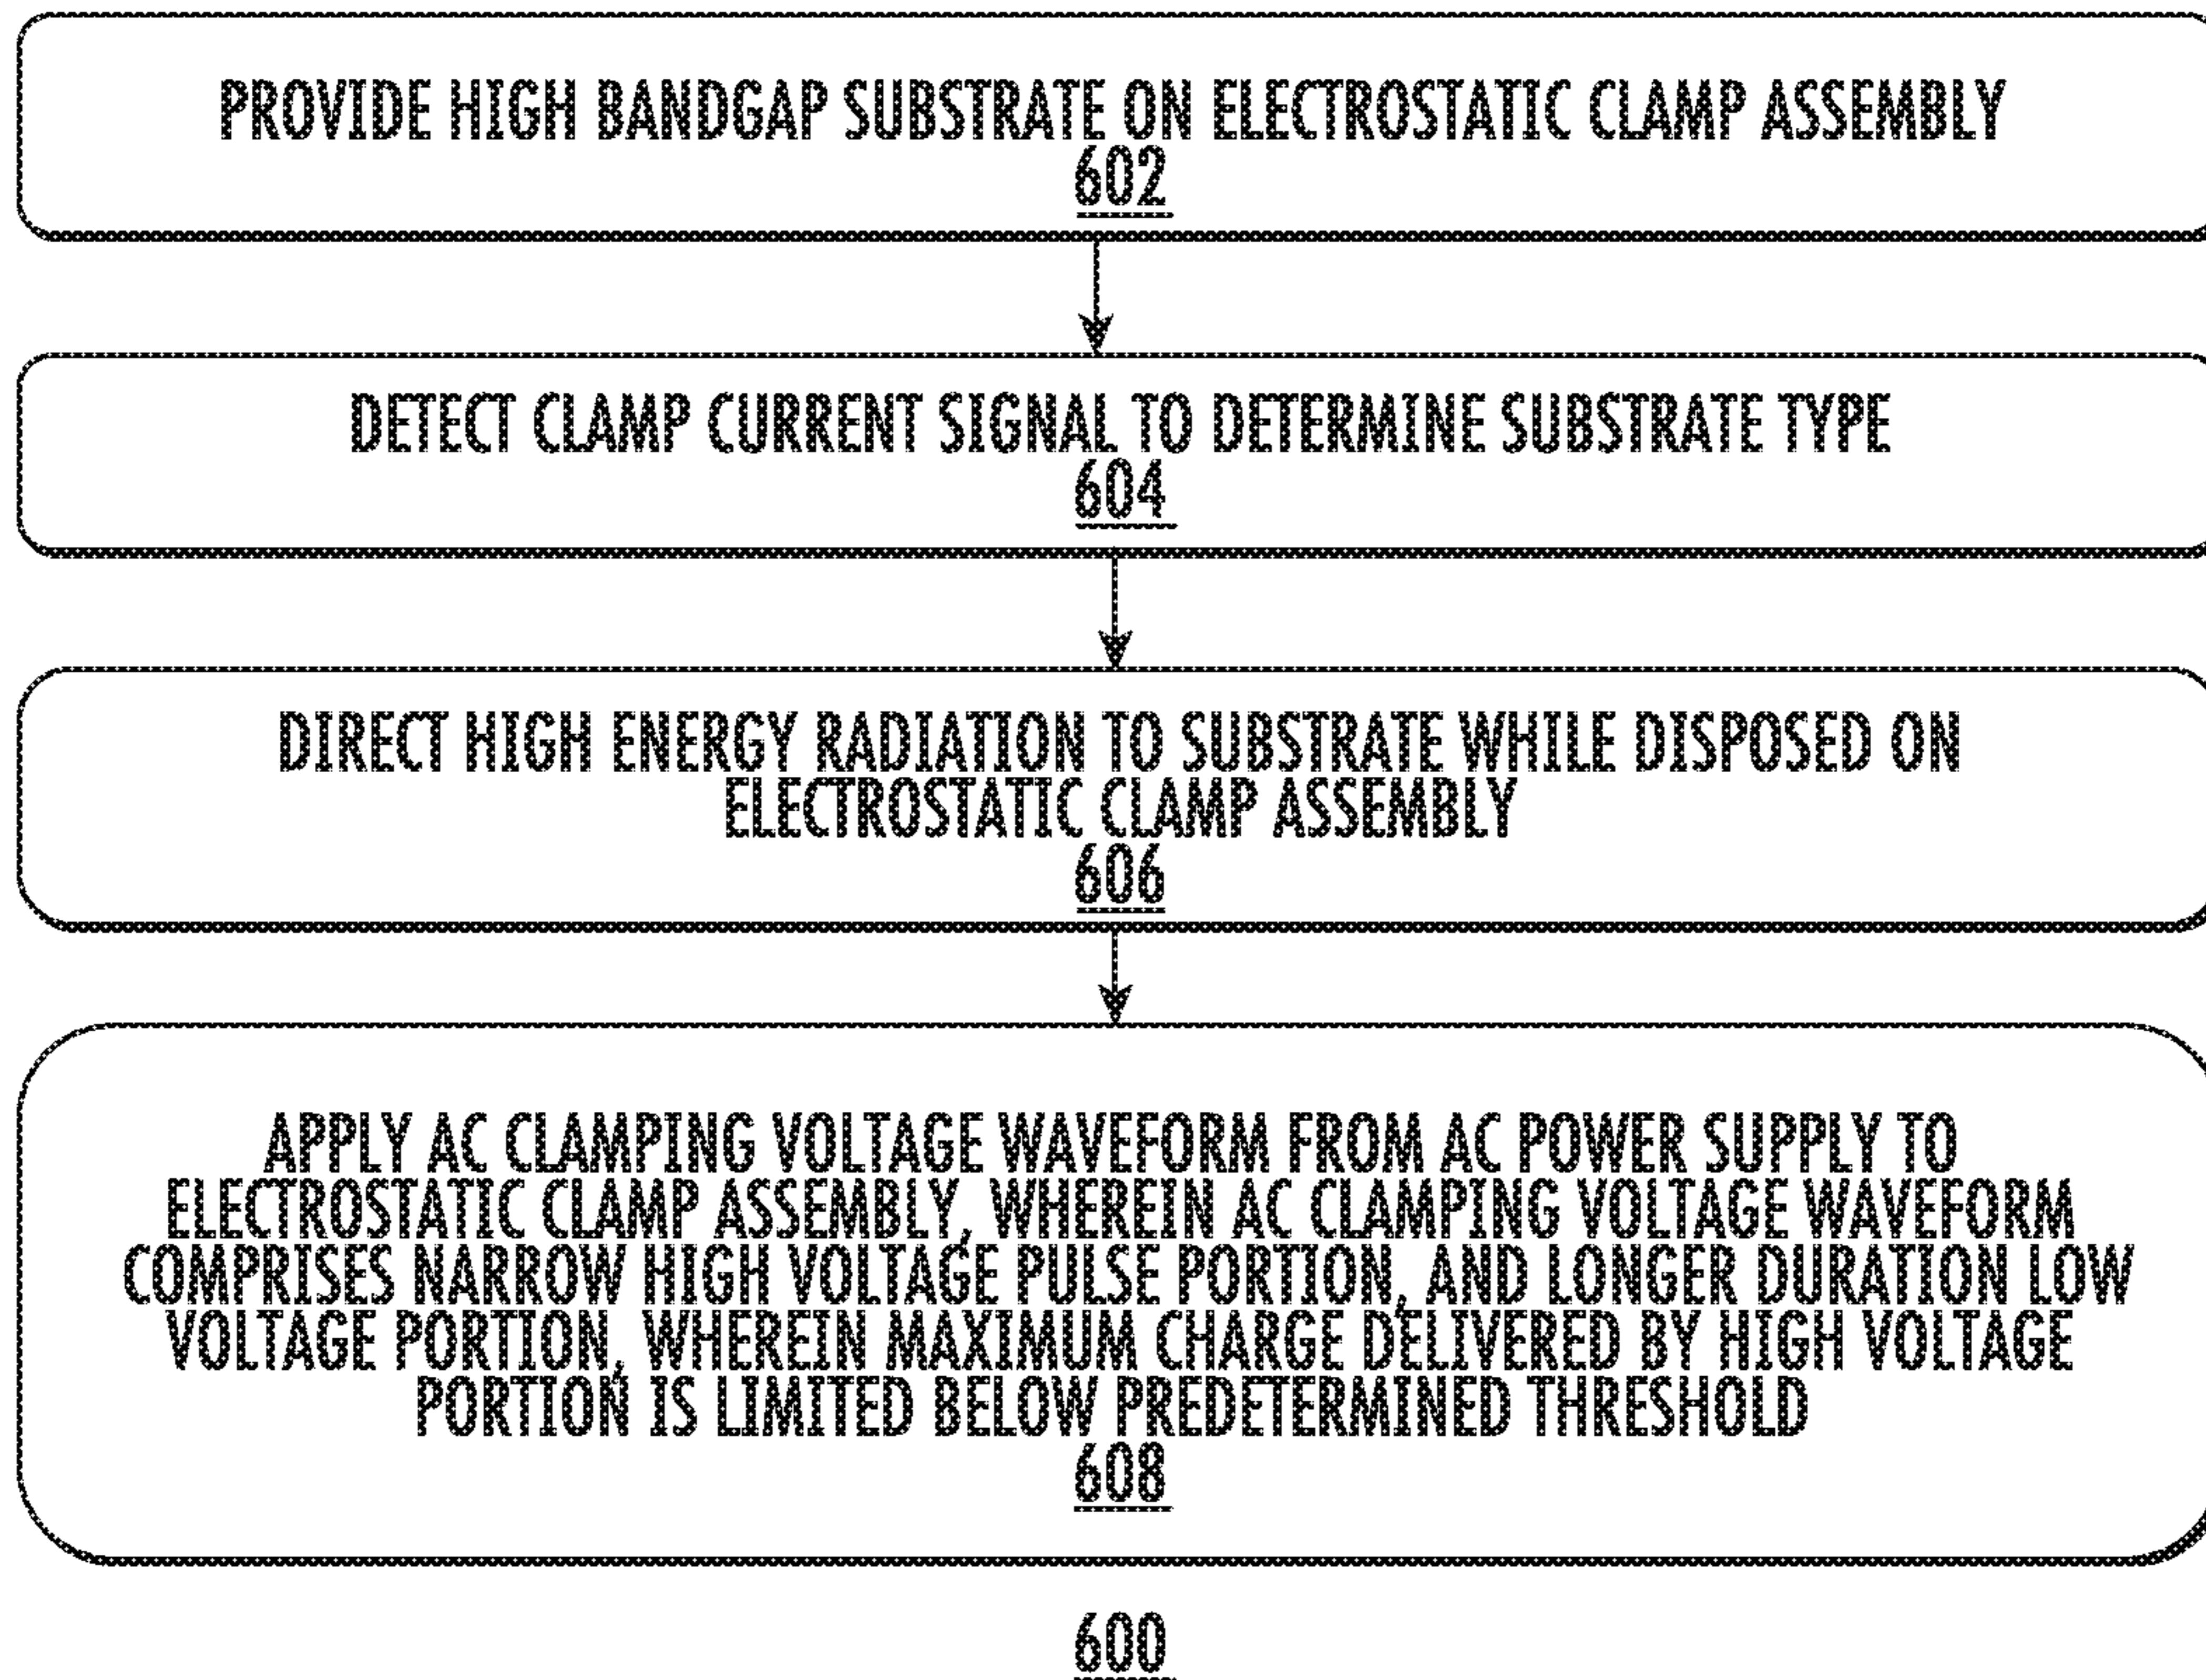 PROVIDE HIGH BANDGAP SUBSTRATE ON ELECTROSTATIC CLAMP ASSEMBLY
602
DETECT CLAMP CURRENT SIGNAL TO DETERMINE SUBSTRATE TYPE
604
DIRECT HIGH ENERGY RADIATION TO SUBSTRATE WHILE DISPOSED ON
ELECTROSTATIC CLAMP ASSEMBLY
606
APPLY AC CLAMPING VOLTAGE WAVEFORM FROM AC POWER SUPPLY TO
ELECTROSTATIC CLAMP ASSEMBLY, WHEREIN AC CLAMPING VOLTAGE WAVEFORM
COMPRISES NARROW HIGH VOLTAGE PULSE PORTION, AND LONGER DURATION LOW
VOLTAGE PORTION, WHEREIN MAXIMUM CHARGE DELIVERED BY HIGH VOLTAGE
PORTION IS LIMITED BELOW PREDETERMINED THRESHOLD
608
600